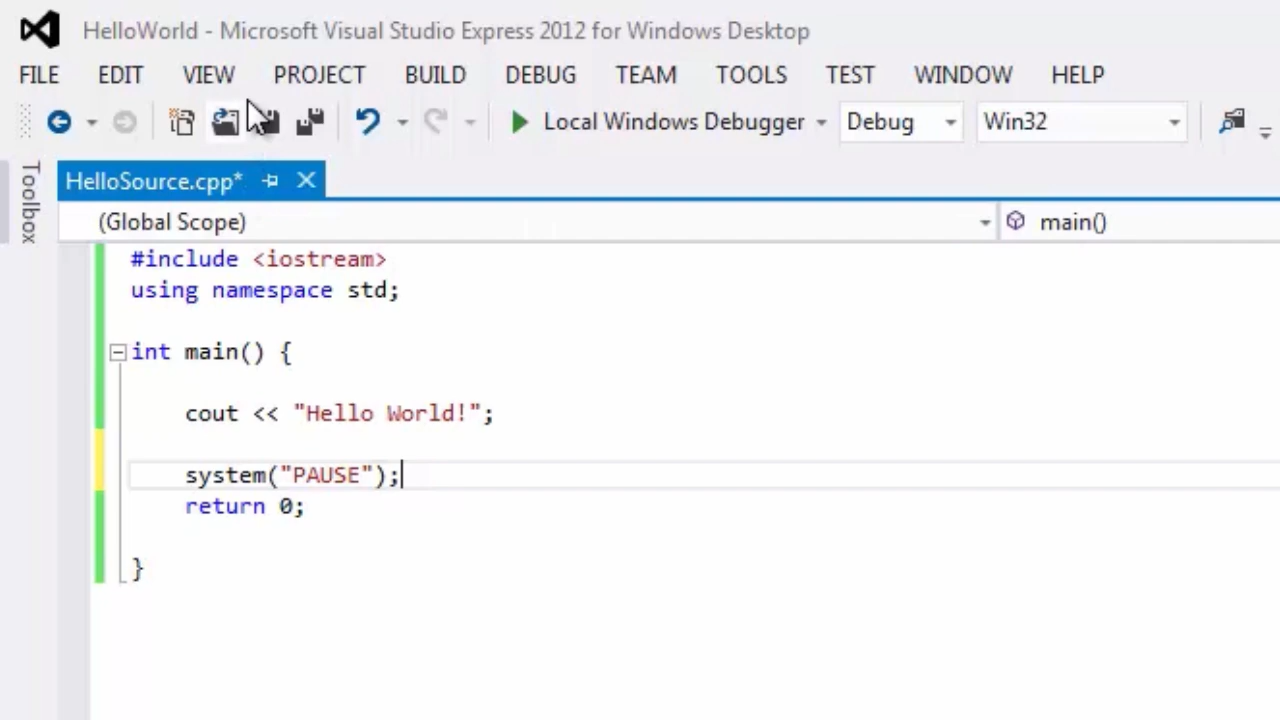 HelloWorld - Microsoft Visual Studio Express 2012 for Windows Desktop
FILE EDIT VIEW PROJECT BUILD DEBUG TEAM TOOLS TEST WINDOW HELP
Local Windows Debugger Debug Win32
Toolbox
HelloSource.cpp*
(Global Scope) main()
#include <iostream>
using namespace std;
int main() {
cout << "Hello World!";
system("PAUSE");
return 0;
}